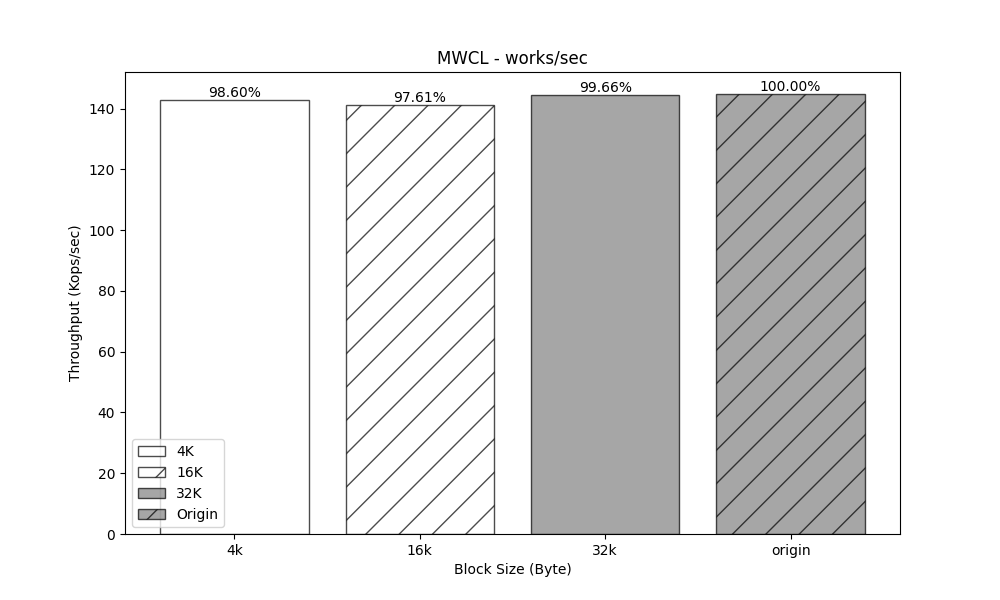 MWCL - works/sec
98.60%
97.61%
99.66%
100.00%
Throughput (Kops/sec)
140
120
100
80
60
40
20
0
4K
16K
32K
Origin
4k
16k
32k
origin
Block Size (Byte)